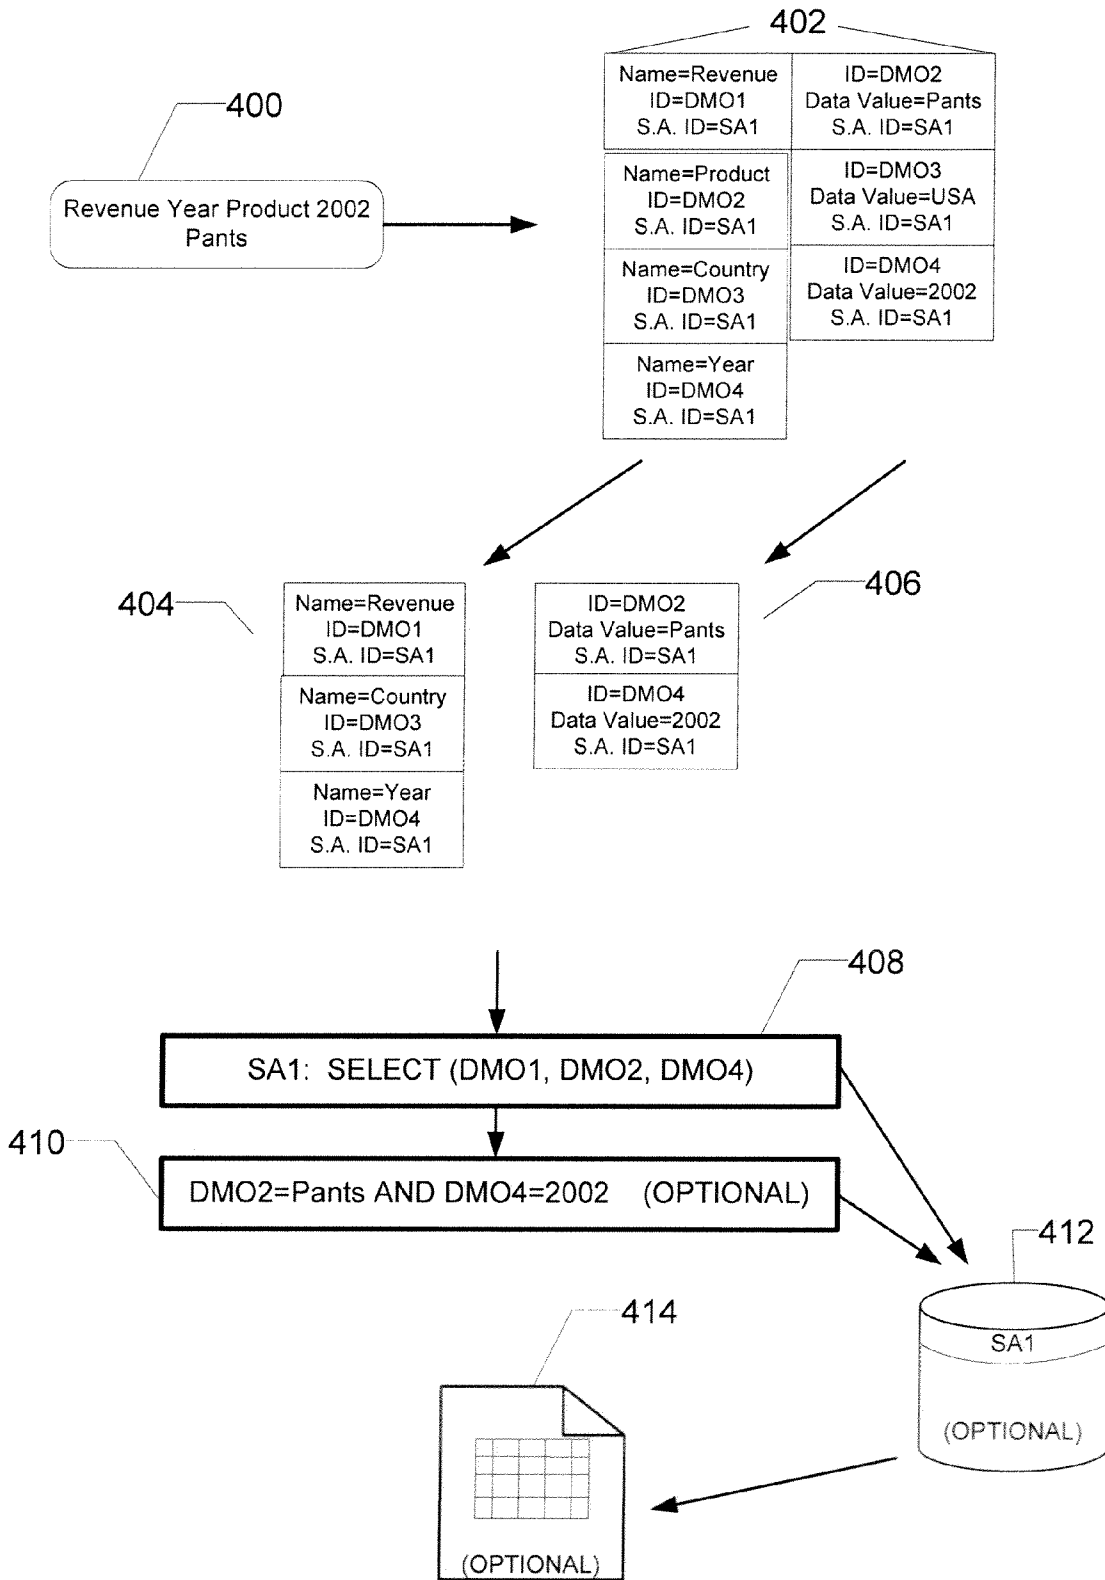 402
Name=Revenue
ID=DMO1
S.A. ID=SA1
ID=DMO2
Data Value=Pants
S.A. ID=SA1
400
Revenue Year Product 2002
Pants
Name=Product
ID=DMO2
S.A. ID=SA1
ID=DMO3
Data Value=USA
S.A. ID=SA1
Name=Country
ID=DMO3
S.A. ID=SA1
ID=DMO4
Data Value=2002
S.A. ID=SA1
Name=Year
ID=DMO4
S.A. ID=SA1
404
Name=Revenue
ID=DMO1
S.A. ID=SA1
Name=Country
ID=DMO3
S.A. ID=SA1
Name=Year
ID=DMO4
S.A. ID=SA1
406
ID=DMO2
Data Value=Pants
S.A. ID=SA1
ID=DMO4
Data Value=2002
S.A. ID=SA1
408
SA1: SELECT (DMO1, DMO2, DMO4)
410
DMO2=Pants AND DMO4=2002 (OPTIONAL)
412
SA1
(OPTIONAL)
414
(OPTIONAL)